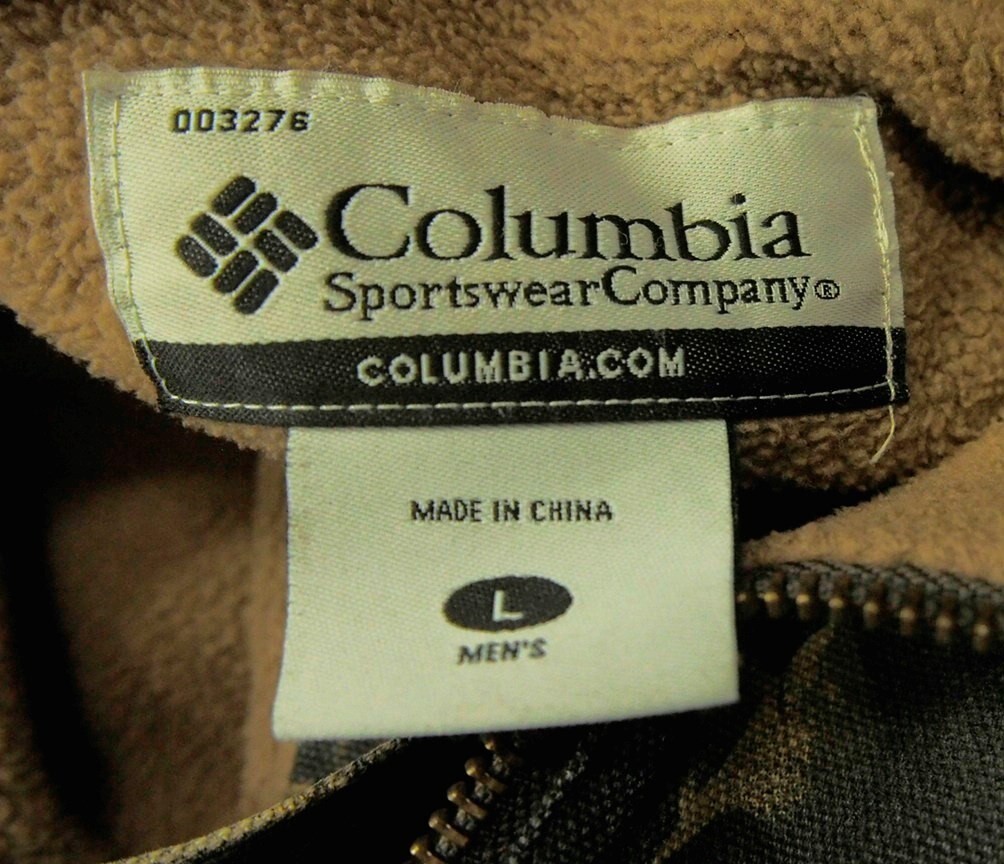 003276
Columbia
SportswearCompany®
COLUMBIA.COM
MADE IN CHINA
L
MEN'S